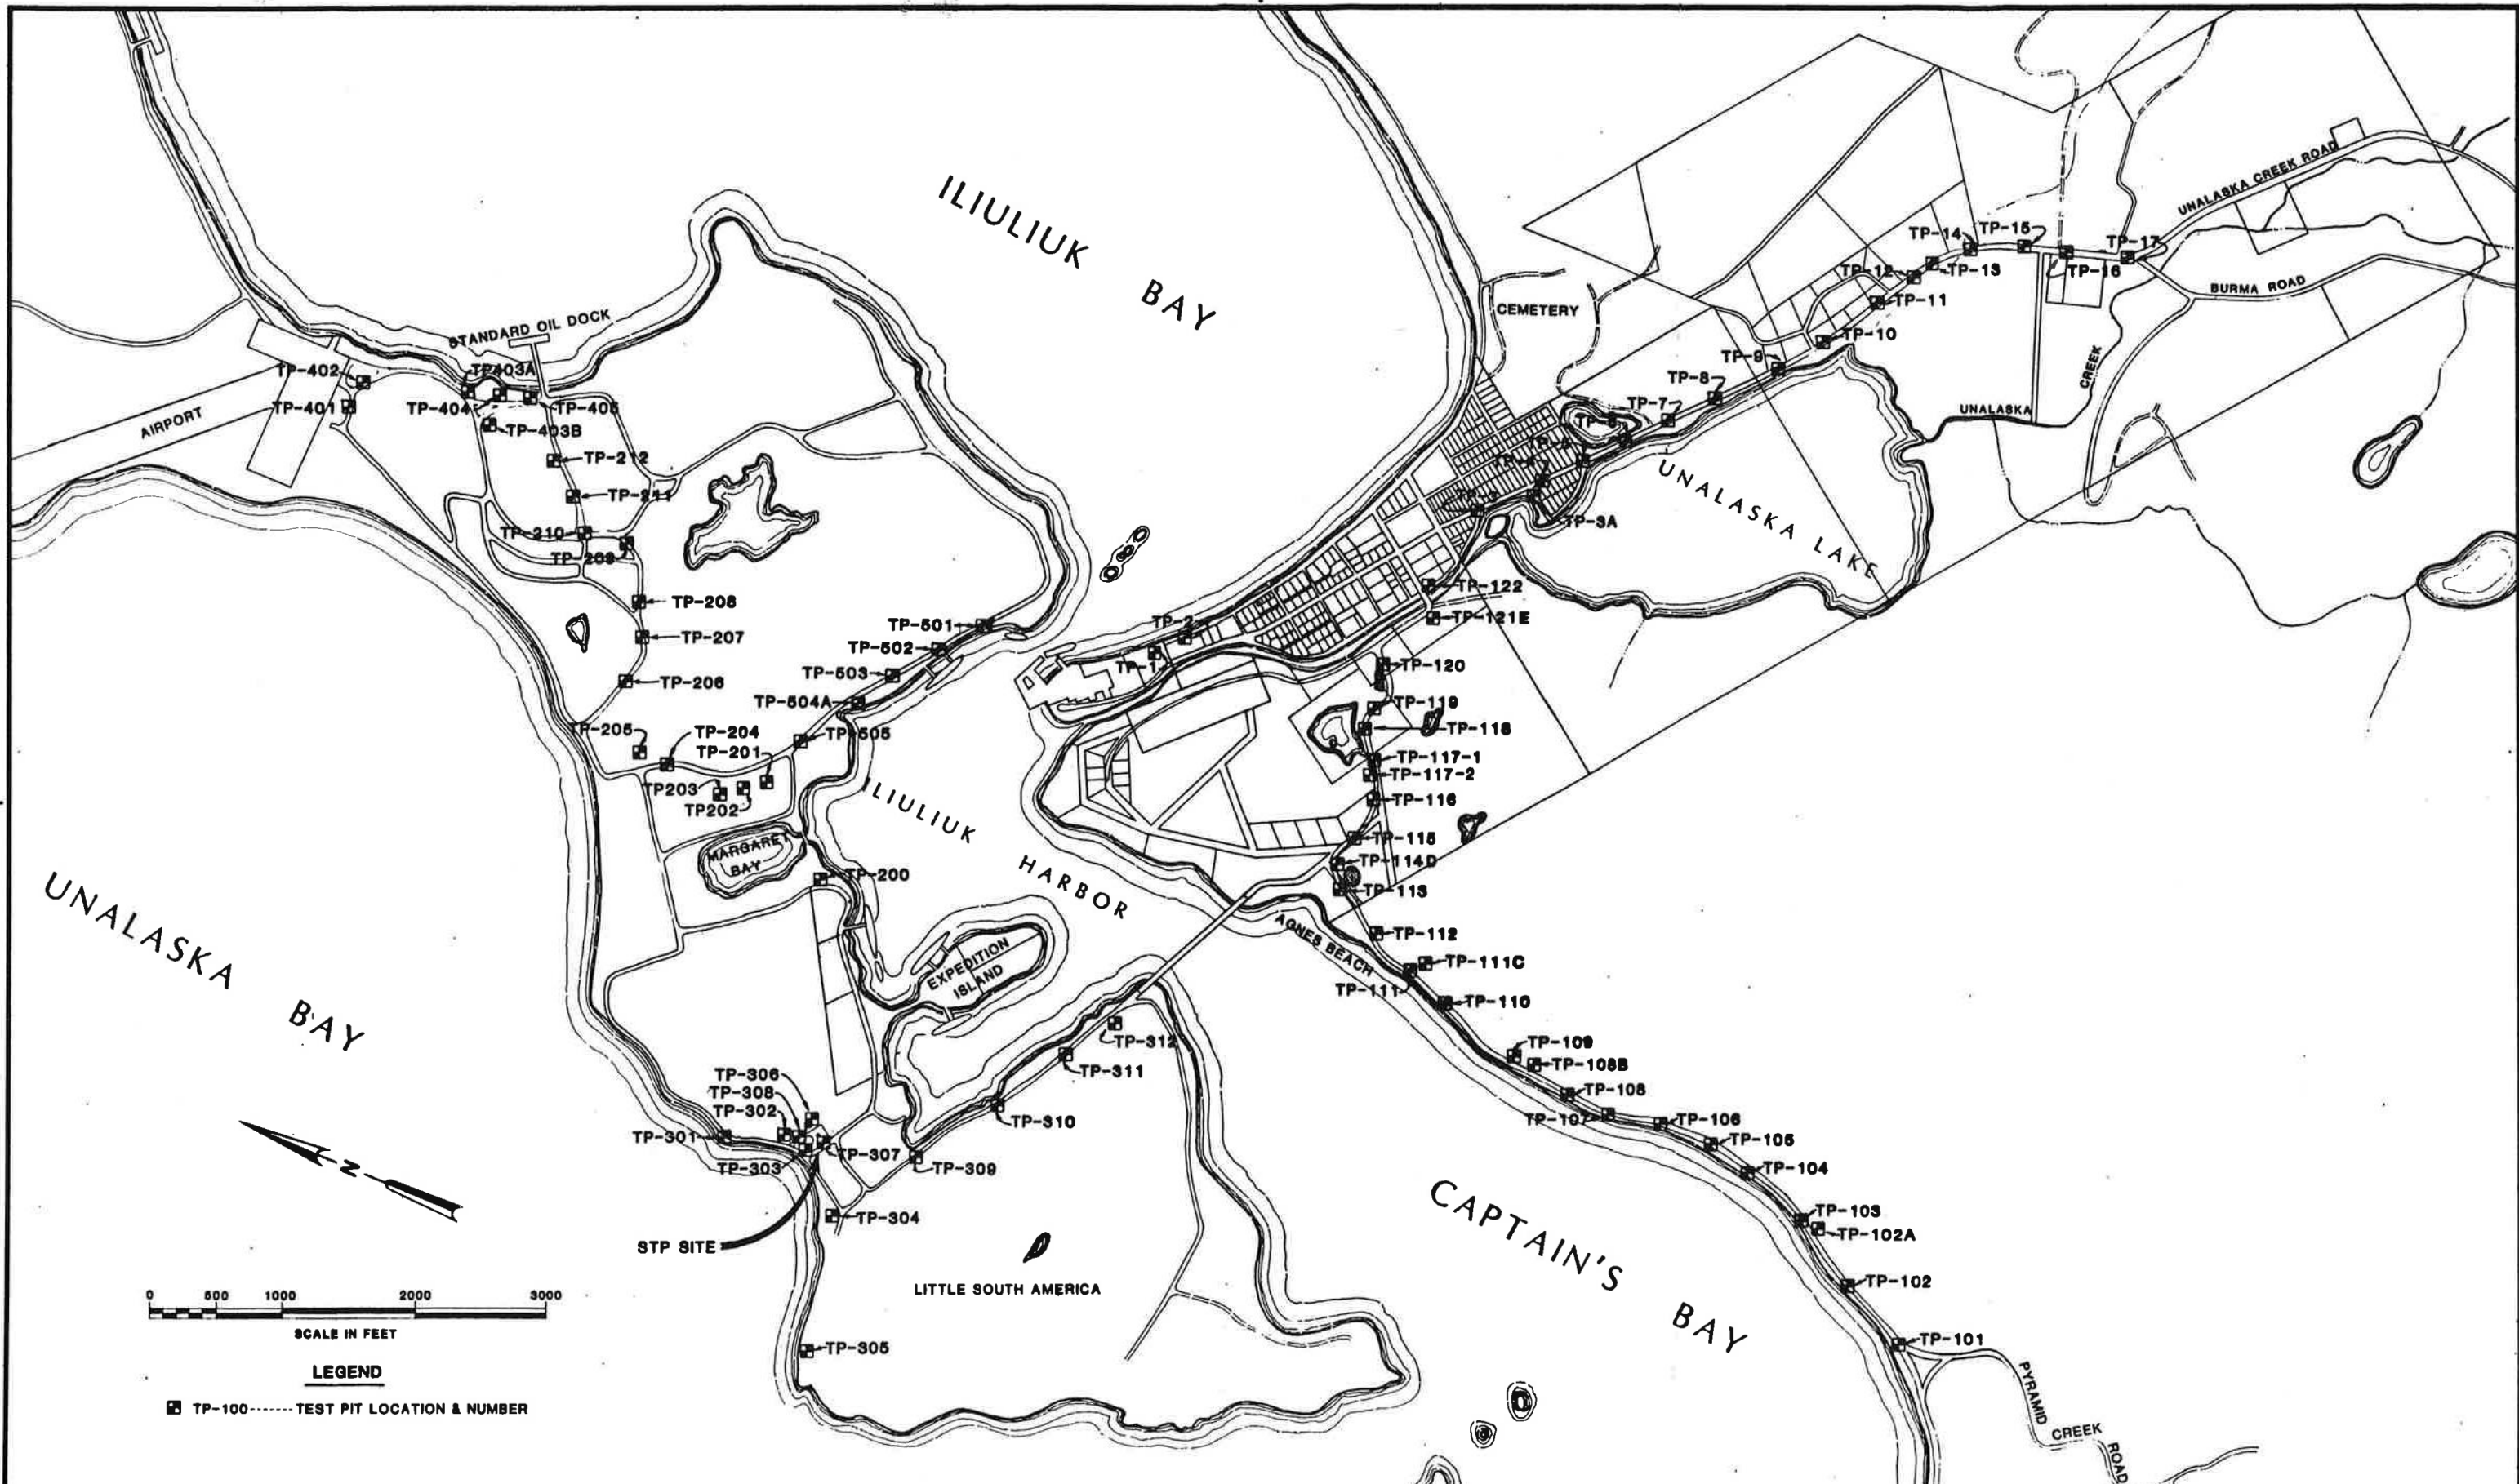 ILIULIUK
BAY
STANDARD OIL DOCK
CEMETERY
UNALASKA CREEK ROAD
TP-14
TP-15
TP-17
TP-12
TP-13
TP-16
BURMA ROAD
TP-11
TP-10
TP-9
CREEK
TP-8
TP-7
UNALASKA
TP-402
TP403A
TP-401
TP-404
TP-405
AIRPORT
TP-403B
TP-6
TP-5
TP-4
TP-212
TP-211
TP-3
TP-3A
UNALASKA LAKE
TP-210
TP-209
TP-208
TP-122
TP-121E
TP-501
TP-2
TP-207
TP-502
TP-1
TP-120
TP-503
TP-206
TP-504A
TP-119
TP-205
TP-204
TP-505
TP-118
TP-201
TP-117-1
TP-117-2
TP203
TP202
TP-116
ILIULIUK
HARBOR
TP-115
MARGARET
BAY
TP-114D
TP-200
TP-113
UNALASKA
BAY
AGNES BEACH
TP-112
EXPEDITION
ISLAND
TP-111C
TP-111
TP-110
TP-312
TP-109
TP-108B
TP-311
TP-306
TP-308
TP-108
TP-302
TP-107
TP-106
TP-310
TP-301
TP-105
TP-307
TP-303
TP-309
TP-104
N
CAPTAIN'S
BAY
TP-103
TP-102A
TP-304
STP SITE
LITTLE SOUTH AMERICA
TP-102
0 500 1000 2000 3000
SCALE IN FEET
TP-101
TP-305
LEGEND
TP-100------- TEST PIT LOCATION & NUMBER
PYRAMID
CREEK
ROAD